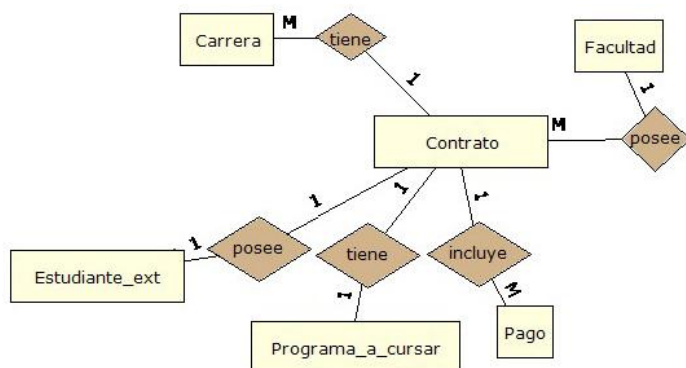 Carrera
M
tiene
1
Facultad
1
posee
M
Contrato
1
1
1
1
posee
tiene
incluye
Estudiante_ext
1
M
Programa_a_cursar
Pago